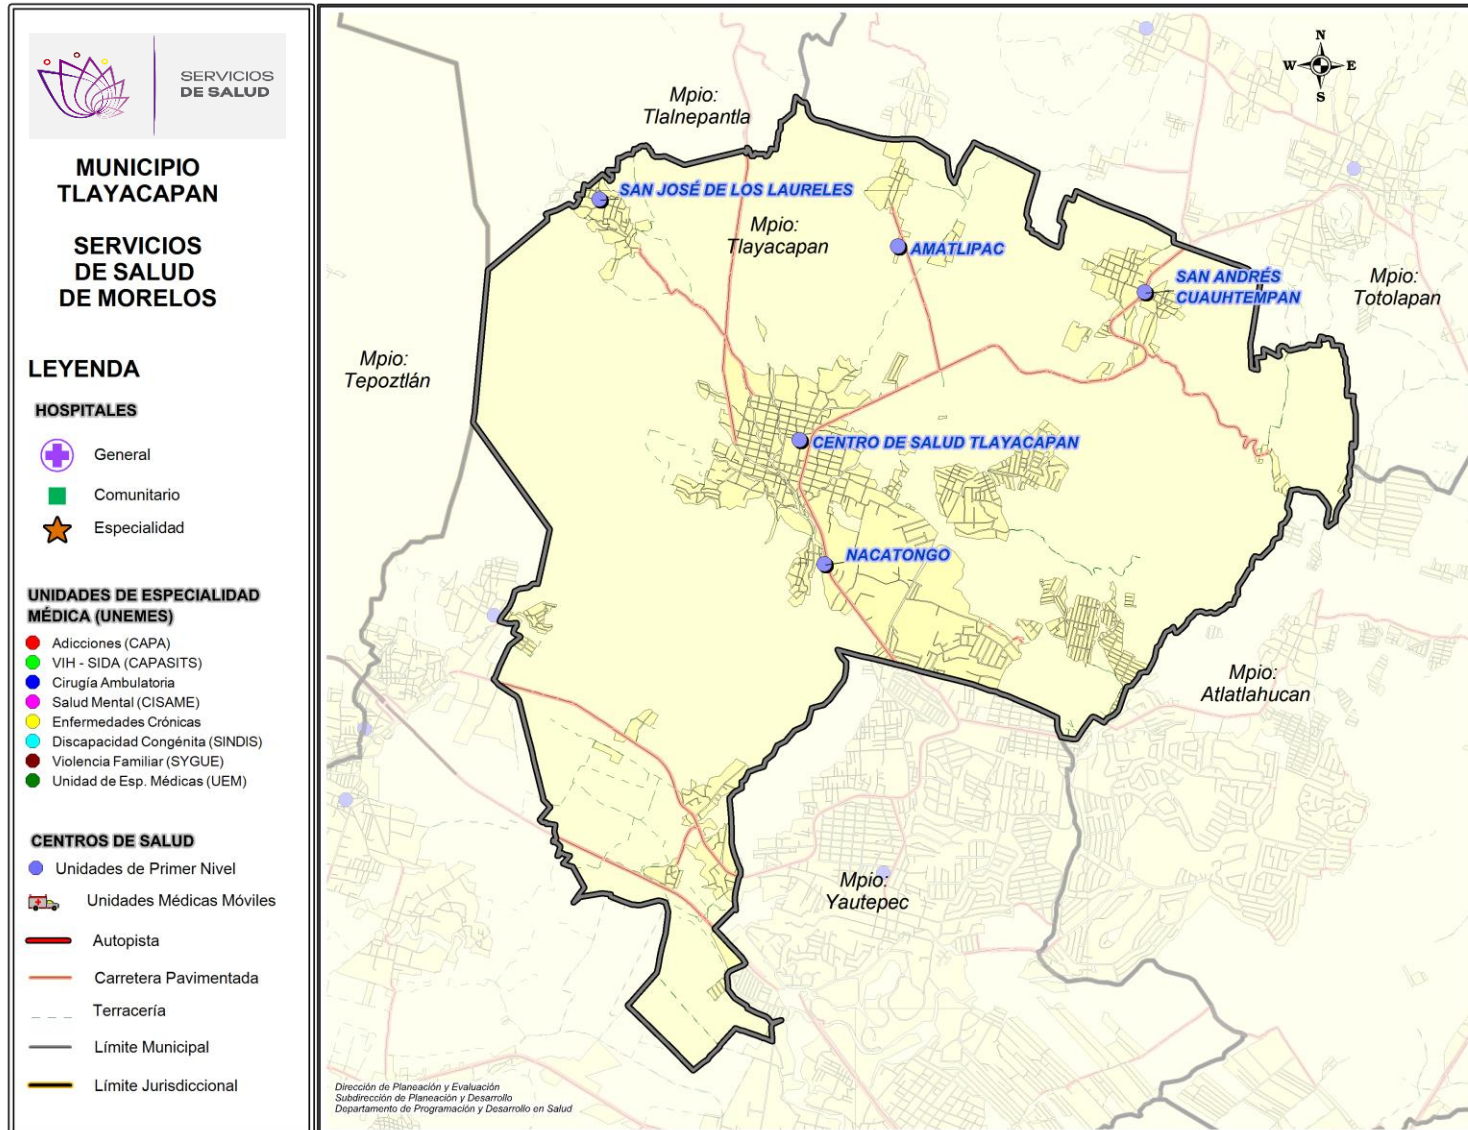 SERVICIOS
DE SALUD
MUNICIPIO
TLAYACAPAN
SERVICIOS
DE SALUD
DE MORELOS
LEYENDA
HOSPITALES
General
Comunitario
Especialidad
UNIDADES DE ESPECIALIDAD
MÉDICA (UNEMES)
Adicciones (CAPA)
VIH - SIDA (CAPASITS)
Cirugía Ambulatoria
Salud Mental (CISAME)
Enfermedades Crónicas
Discapacidad Congénita (SINDIS)
Violencia Familiar (SYGUE)
Unidad de Esp. Médicas (UEM)
CENTROS DE SALUD
Unidades de Primer Nivel
Unidades Médicas Móviles
Autopista
Carretera Pavimentada
Terracería
Límite Municipal
Límite Jurisdiccional
N
W E
S
Mpio:
Tlalnepantla
SAN JOSÉ DE LOS LAURELES
Mpio:
Tlayacapan
AMATLIPAC
SAN ANDRÉS
CUAUHTEMPAN
Mpio:
Totolapan
Mpio:
Tepoztlán
CENTRO DE SALUD TLAYACAPAN
NACATONGO
Mpio:
Atlatlahucan
Mpio:
Yautepec
Dirección de Planeación y Evaluación
Subdirección de Planeación y Desarrollo
Departamento de Programación y Desarrollo en Salud